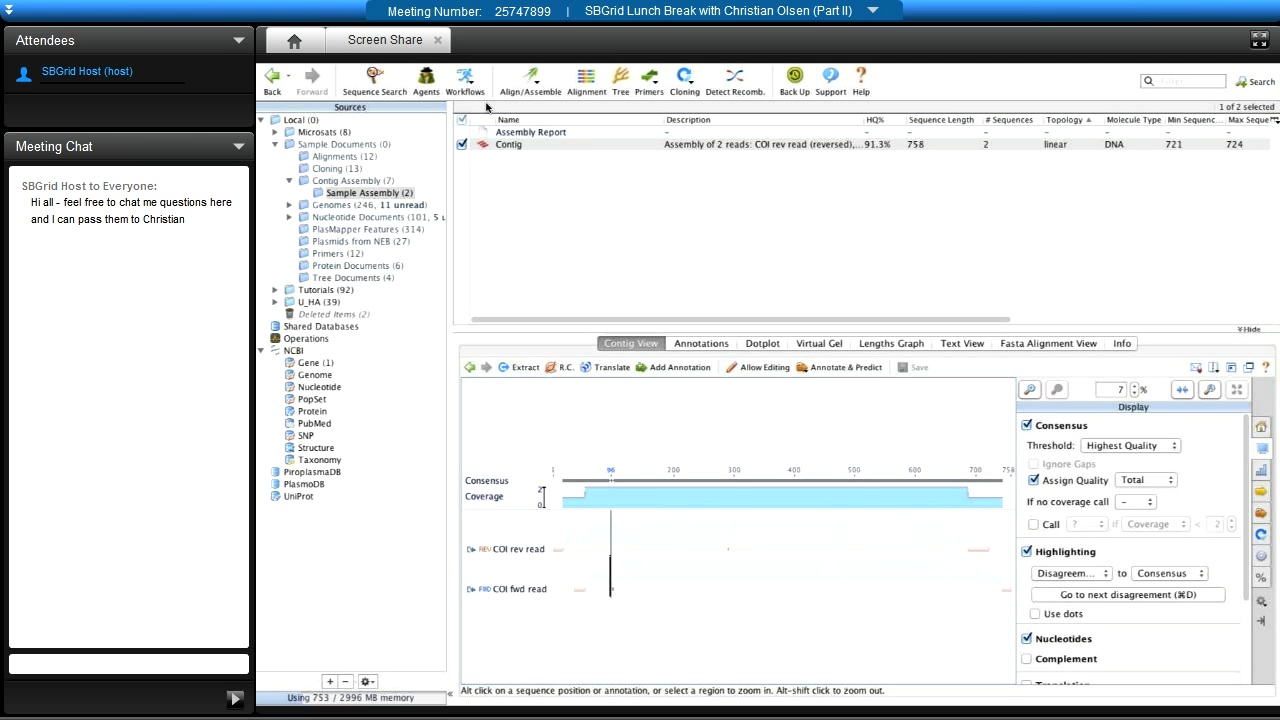 Meeting Number: 25747899 | SBGrid Lunch Break with Christian Olsen (Part II)
Attendees
SBGrid Host (host)
Meeting Chat
SBGrid Host to Everyone:
Hi all - feel free to chat me questions here
and I can pass them to Christian
Screen Share
Back Forward Sequence Search Agents Workflows Align/Assemble Alignment Tree Primers Cloning Detect Recomb. Back Up Support Help Search
Sources
Local (0)
Microsats (8)
Sample Documents (0)
Alignments (12)
Cloning (13)
Contig Assembly (7)
Sample Assembly (2)
Genomes (246, 11 unread)
Nucleotide Documents (101, 5 u
PlasMapper Features (314)
Plasmids from NEB (27)
Primers (12)
Protein Documents (6)
Tree Documents (4)
Tutorials (92)
U_HA (39)
Deleted Items (2)
Shared Databases
Operations
NCBI
Gene (1)
Genome
Nucleotide
PopSet
Protein
PubMed
SNP
Structure
Taxonomy
PiroplasmaDB
PlasmoDB
UniProt
Using 753 / 2996 MB memory
1 of 2 selected
Name Description HQ% Sequence Length # Sequences Topology Molecule Type Min Sequenc... Max Seque
Assembly Report – – – – – – – –
Contig Assembly of 2 reads: COI rev read (reversed),... 91.3% 758 2 linear DNA 721 724
Hide
Contig View Annotations Dotplot Virtual Gel Lengths Graph Text View Fasta Alignment View Info
Extract R.C. Translate Add Annotation Allow Editing Annotate & Predict Save
1 96 200 300 400 500 600 700 758
Consensus
Coverage 2 0
REV COI rev read
FWD COI fwd read
7 %
Display
Consensus
Threshold: Highest Quality
Ignore Gaps
Assign Quality Total
If no coverage call –
Call ? if Coverage < 2
Highlighting
Disagreem... to Consensus
Go to next disagreement (⌘D)
Use dots
Nucleotides
Complement
Alt click on a sequence position or annotation, or select a region to zoom in. Alt-shift click to zoom out.